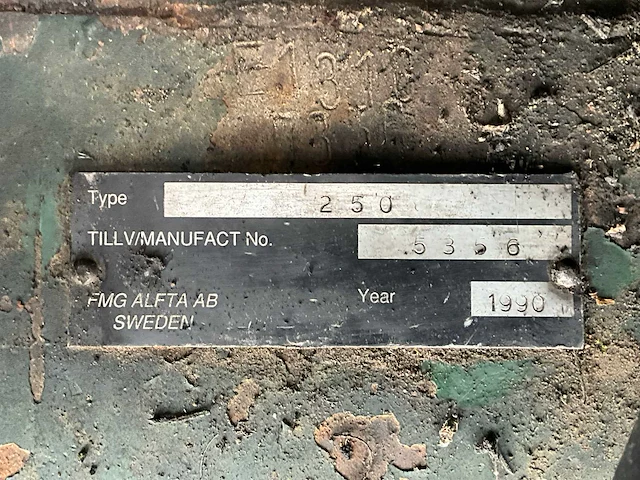 Type 250
TILLV/MANUFACT No.
FMG ALFTA AB Year 1990
SWEDEN